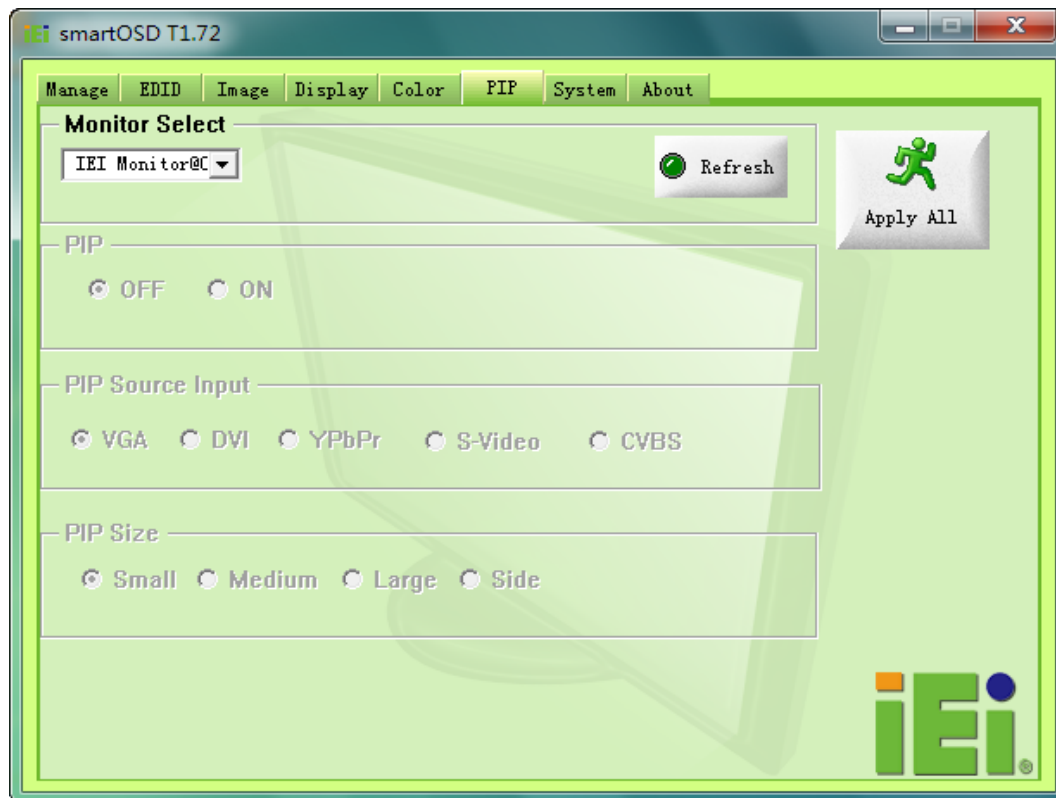 iEi smartOSD T1.72
Manage EDID Image Display Color PIP System About
Monitor Select
IEI Monitor@
Refresh
Apply All
PIP
OFF ON
PIP Source Input
VGA DVI YPbPr S-Video CVBS
PIP Size
Small Medium Large Side
iEi®